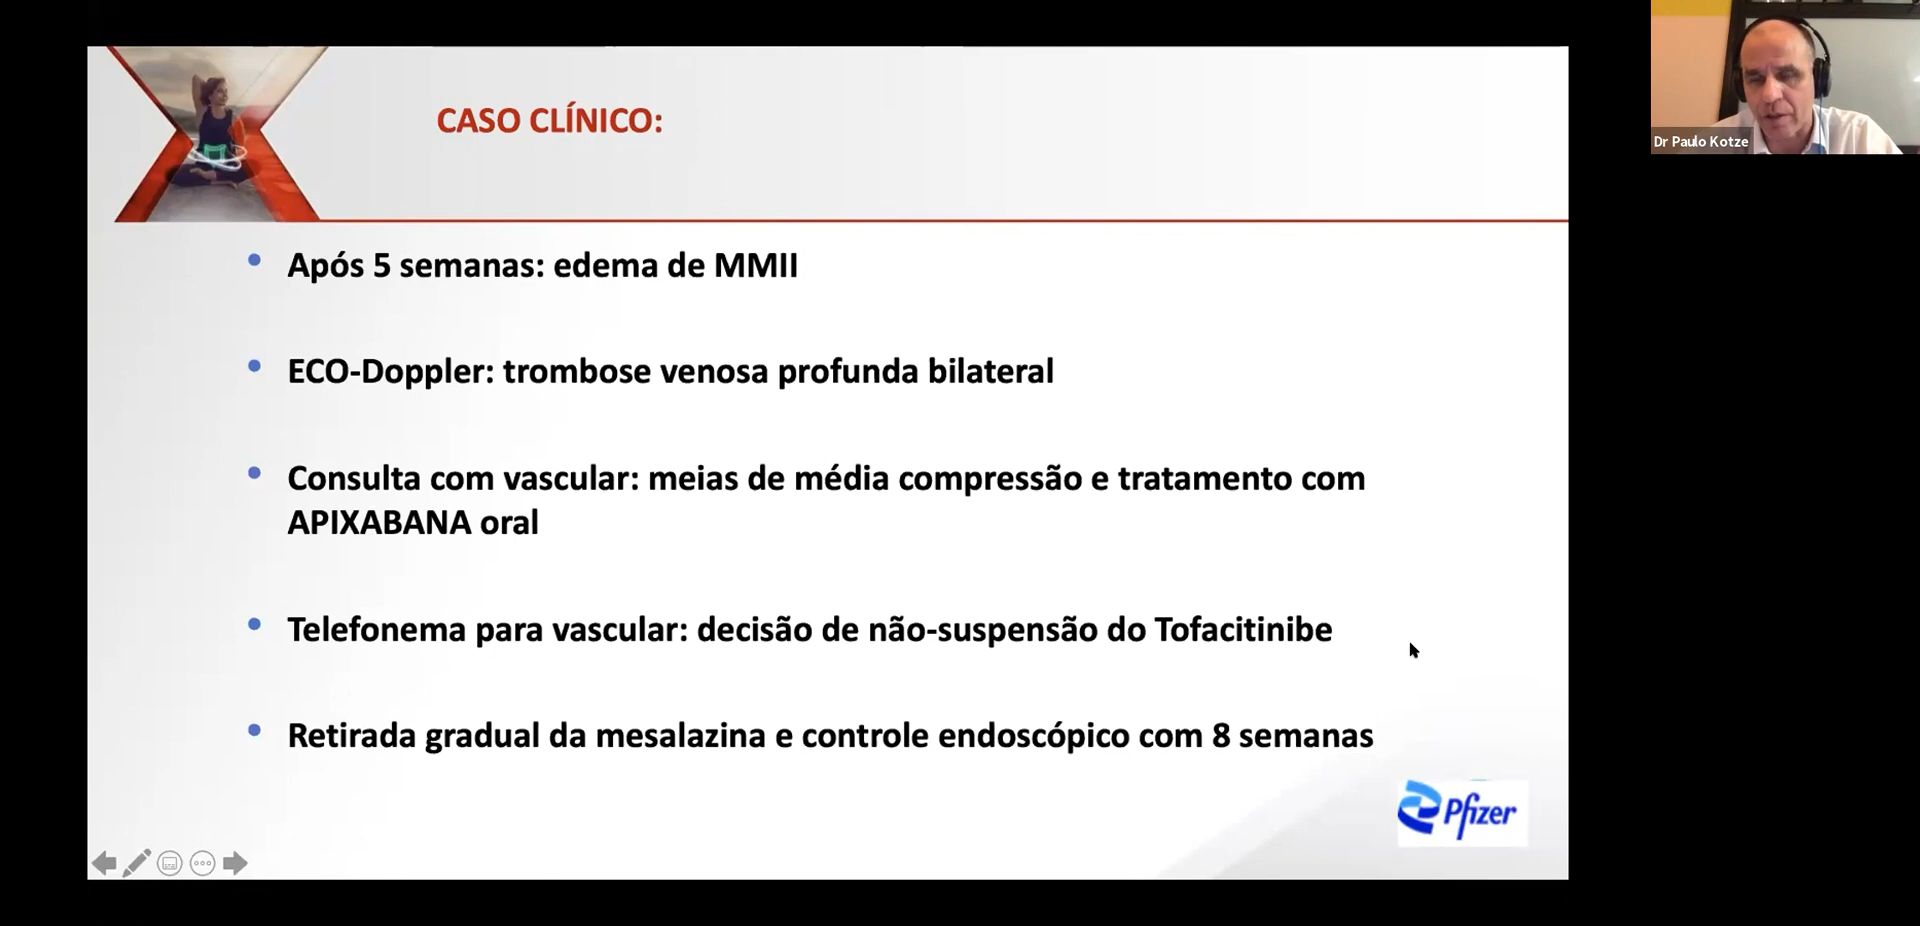 CASO CLÍNICO:
Dr Paulo Kotze
• Após 5 semanas: edema de MMII
• ECO-Doppler: trombose venosa profunda bilateral
• Consulta com vascular: meias de média compressão e tratamento com
APIXABANA oral
• Telefonema para vascular: decisão de não-suspensão do Tofacitinibe
• Retirada gradual da mesalazina e controle endoscópico com 8 semanas
Pfizer